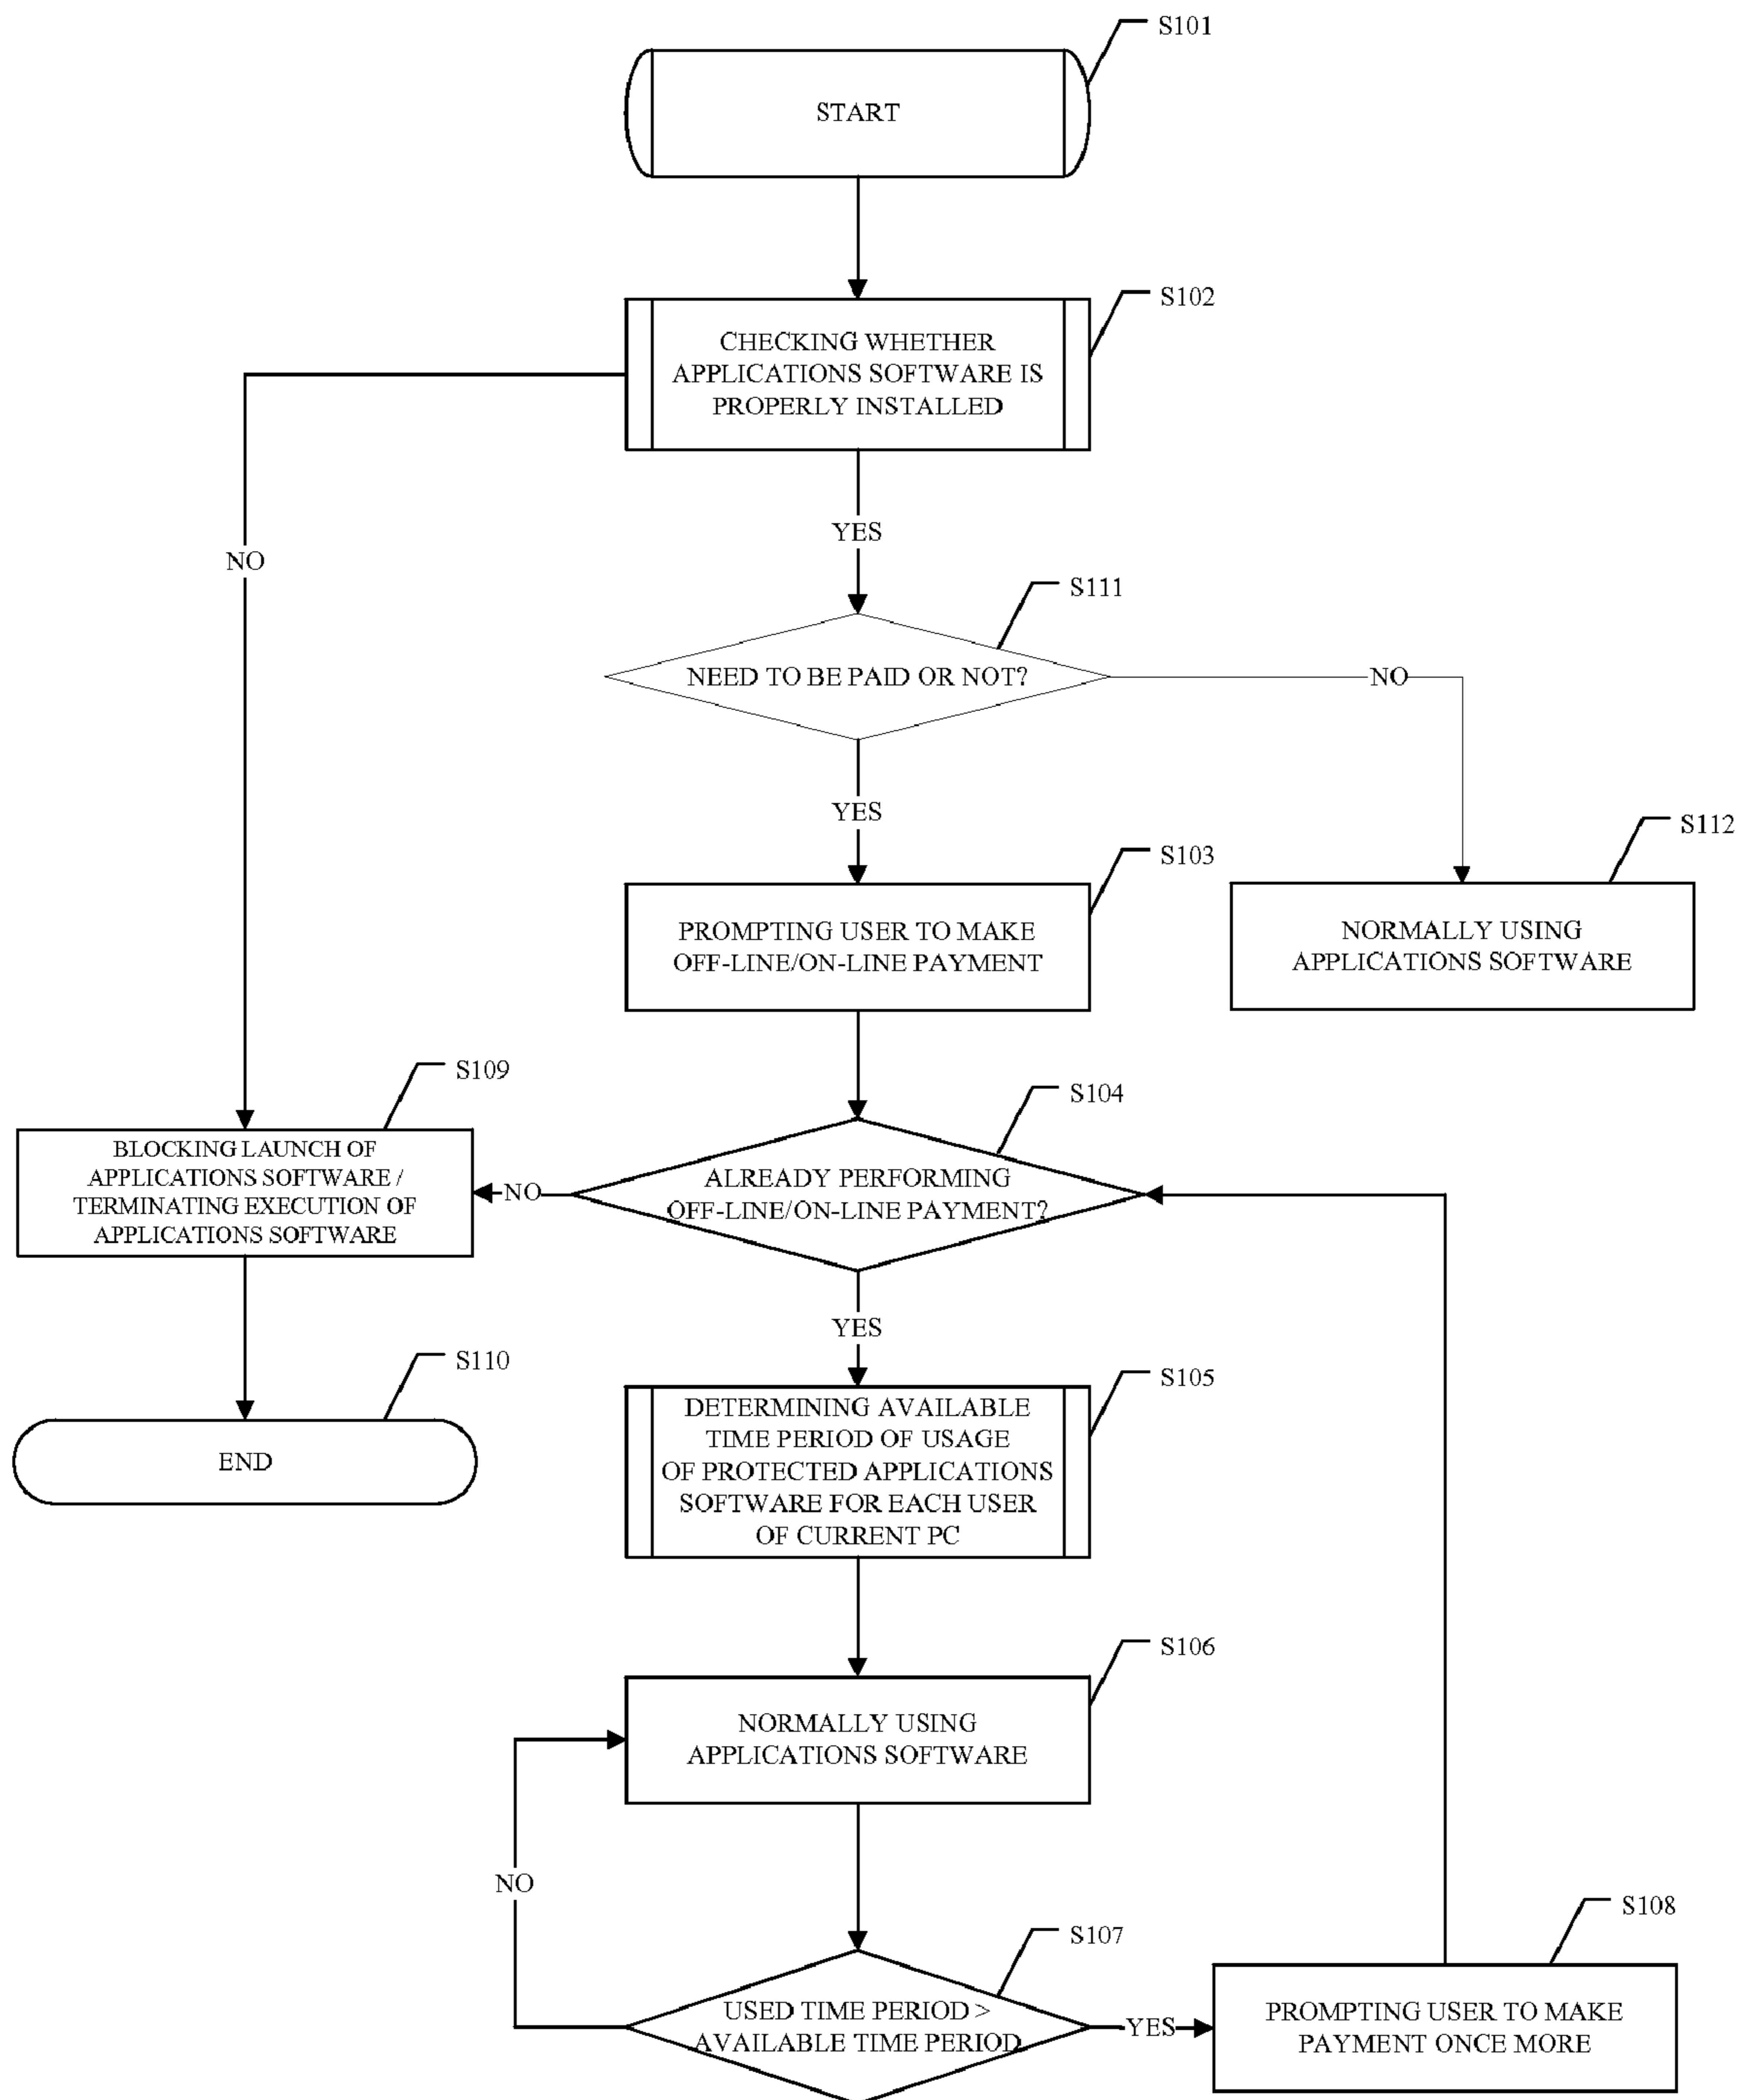 S101
START
S102
CHECKING WHETHER
APPLICATIONS SOFTWARE IS
PROPERLY INSTALLED
YES
NO
S111
NEED TO BE PAID OR NOT?
NO
YES
S112
S103
PROMPTING USER TO MAKE
OFF-LINE/ON-LINE PAYMENT
NORMALLY USING
APPLICATIONS SOFTWARE
S109
S104
BLOCKING LAUNCH OF
APPLICATIONS SOFTWARE /
TERMINATING EXECUTION OF
APPLICATIONS SOFTWARE
NO
ALREADY PERFORMING
OFF-LINE/ON-LINE PAYMENT?
YES
S110
END
S105
DETERMINING AVAILABLE
TIME PERIOD OF USAGE
OF PROTECTED APPLICATIONS
SOFTWARE FOR EACH USER
OF CURRENT PC
S106
NORMALLY USING
APPLICATIONS SOFTWARE
NO
S107
S108
USED TIME PERIOD >
AVAILABLE TIME PERIOD
YES
PROMPTING USER TO MAKE
PAYMENT ONCE MORE